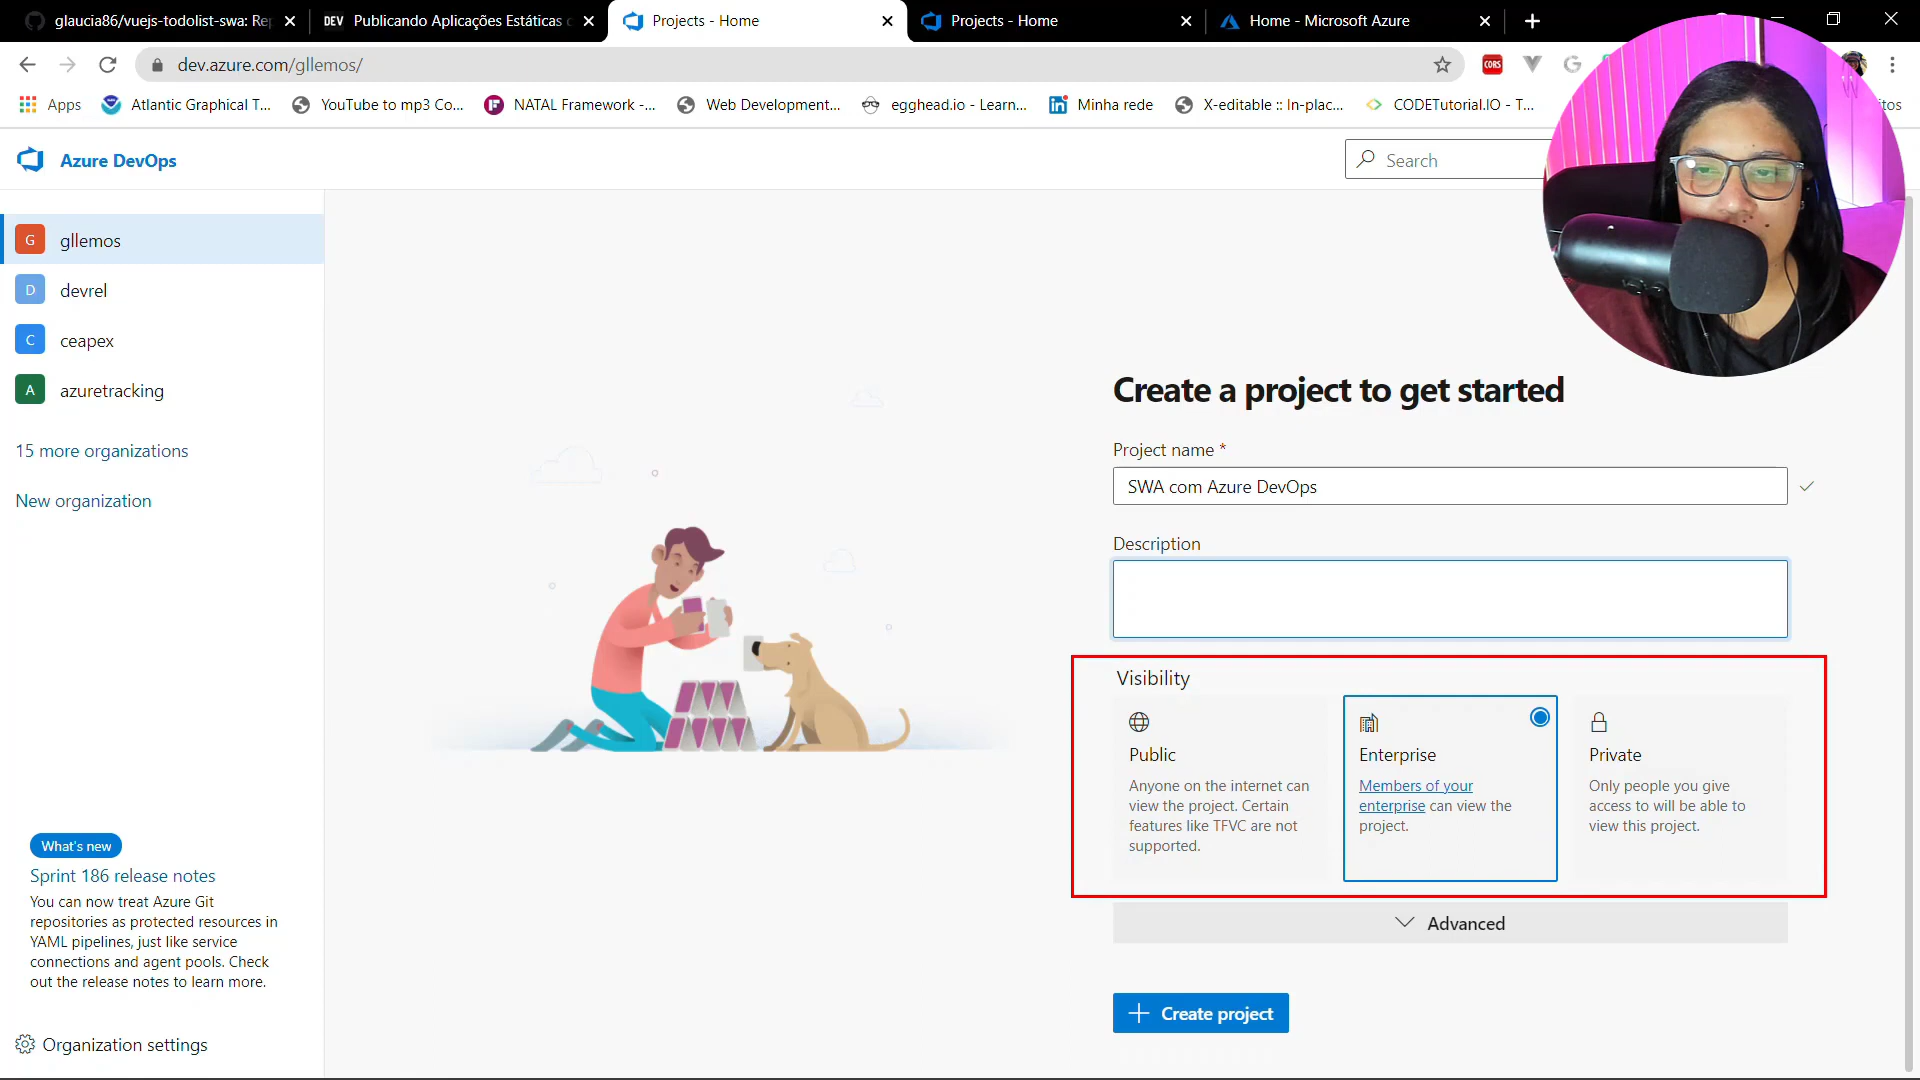 glaucia86/vuejs-todolist-swa: Re
DEV Publicando Aplicações Estáticas
Projects - Home
Projects - Home
Home - Microsoft Azure
dev.azure.com/gllemos/
CORS
Apps
Atlantic Graphical T...
YouTube to mp3 Co...
NATAL Framework -...
Web Development...
egghead.io - Learn...
Minha rede
X-editable :: In-plac...
CODETutorial.IO - T...
Azure DevOps
Search
G gllemos
D devrel
C ceapex
A azuretracking
15 more organizations
New organization
What's new
Sprint 186 release notes
You can now treat Azure Git
repositories as protected resources in
YAML pipelines, just like service
connections and agent pools. Check
out the release notes to learn more.
Organization settings
Create a project to get started
Project name *
SWA com Azure DevOps
Description
Visibility
Public
Anyone on the internet can
view the project. Certain
features like TFVC are not
supported.
Enterprise
Members of your
enterprise can view the
project.
Private
Only people you give
access to will be able to
view this project.
Advanced
Create project